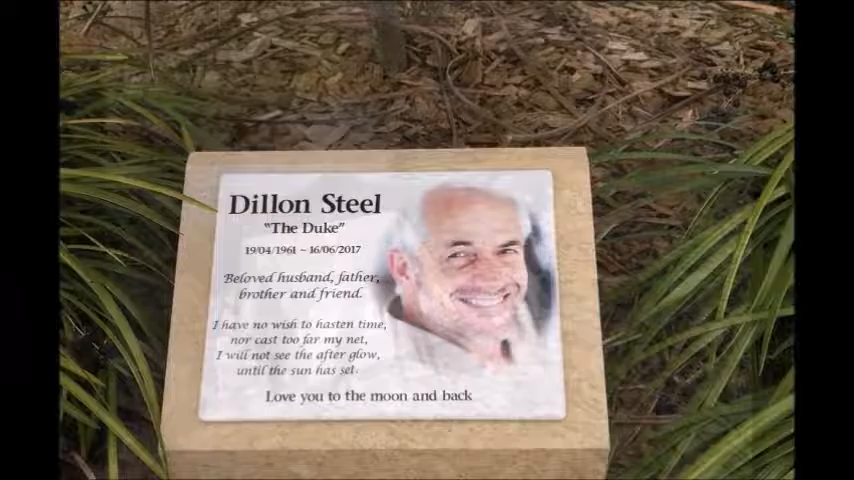 Dillon Steel
"The Duke"
19/04/1961 - 16/06/2017
Beloved husband, father,
brother and friend.
I have no wish to hasten time,
nor cast too far my net,
I will not see the after glow,
until the sun has set.
Love you to the moon and back